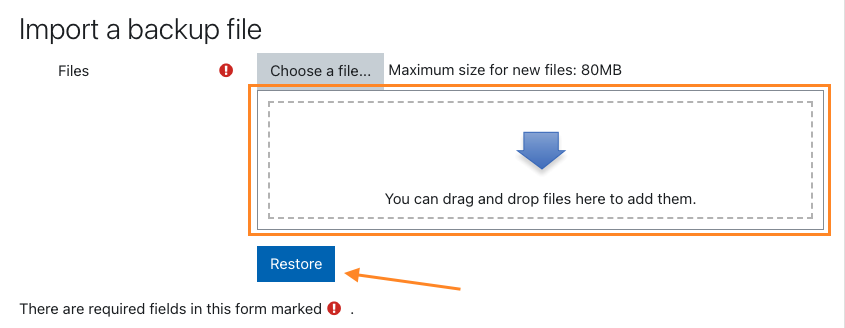 Import a backup file
Files
Choose a file... Maximum size for new files: 80MB
You can drag and drop files here to add them.
Restore
There are required fields in this form marked .